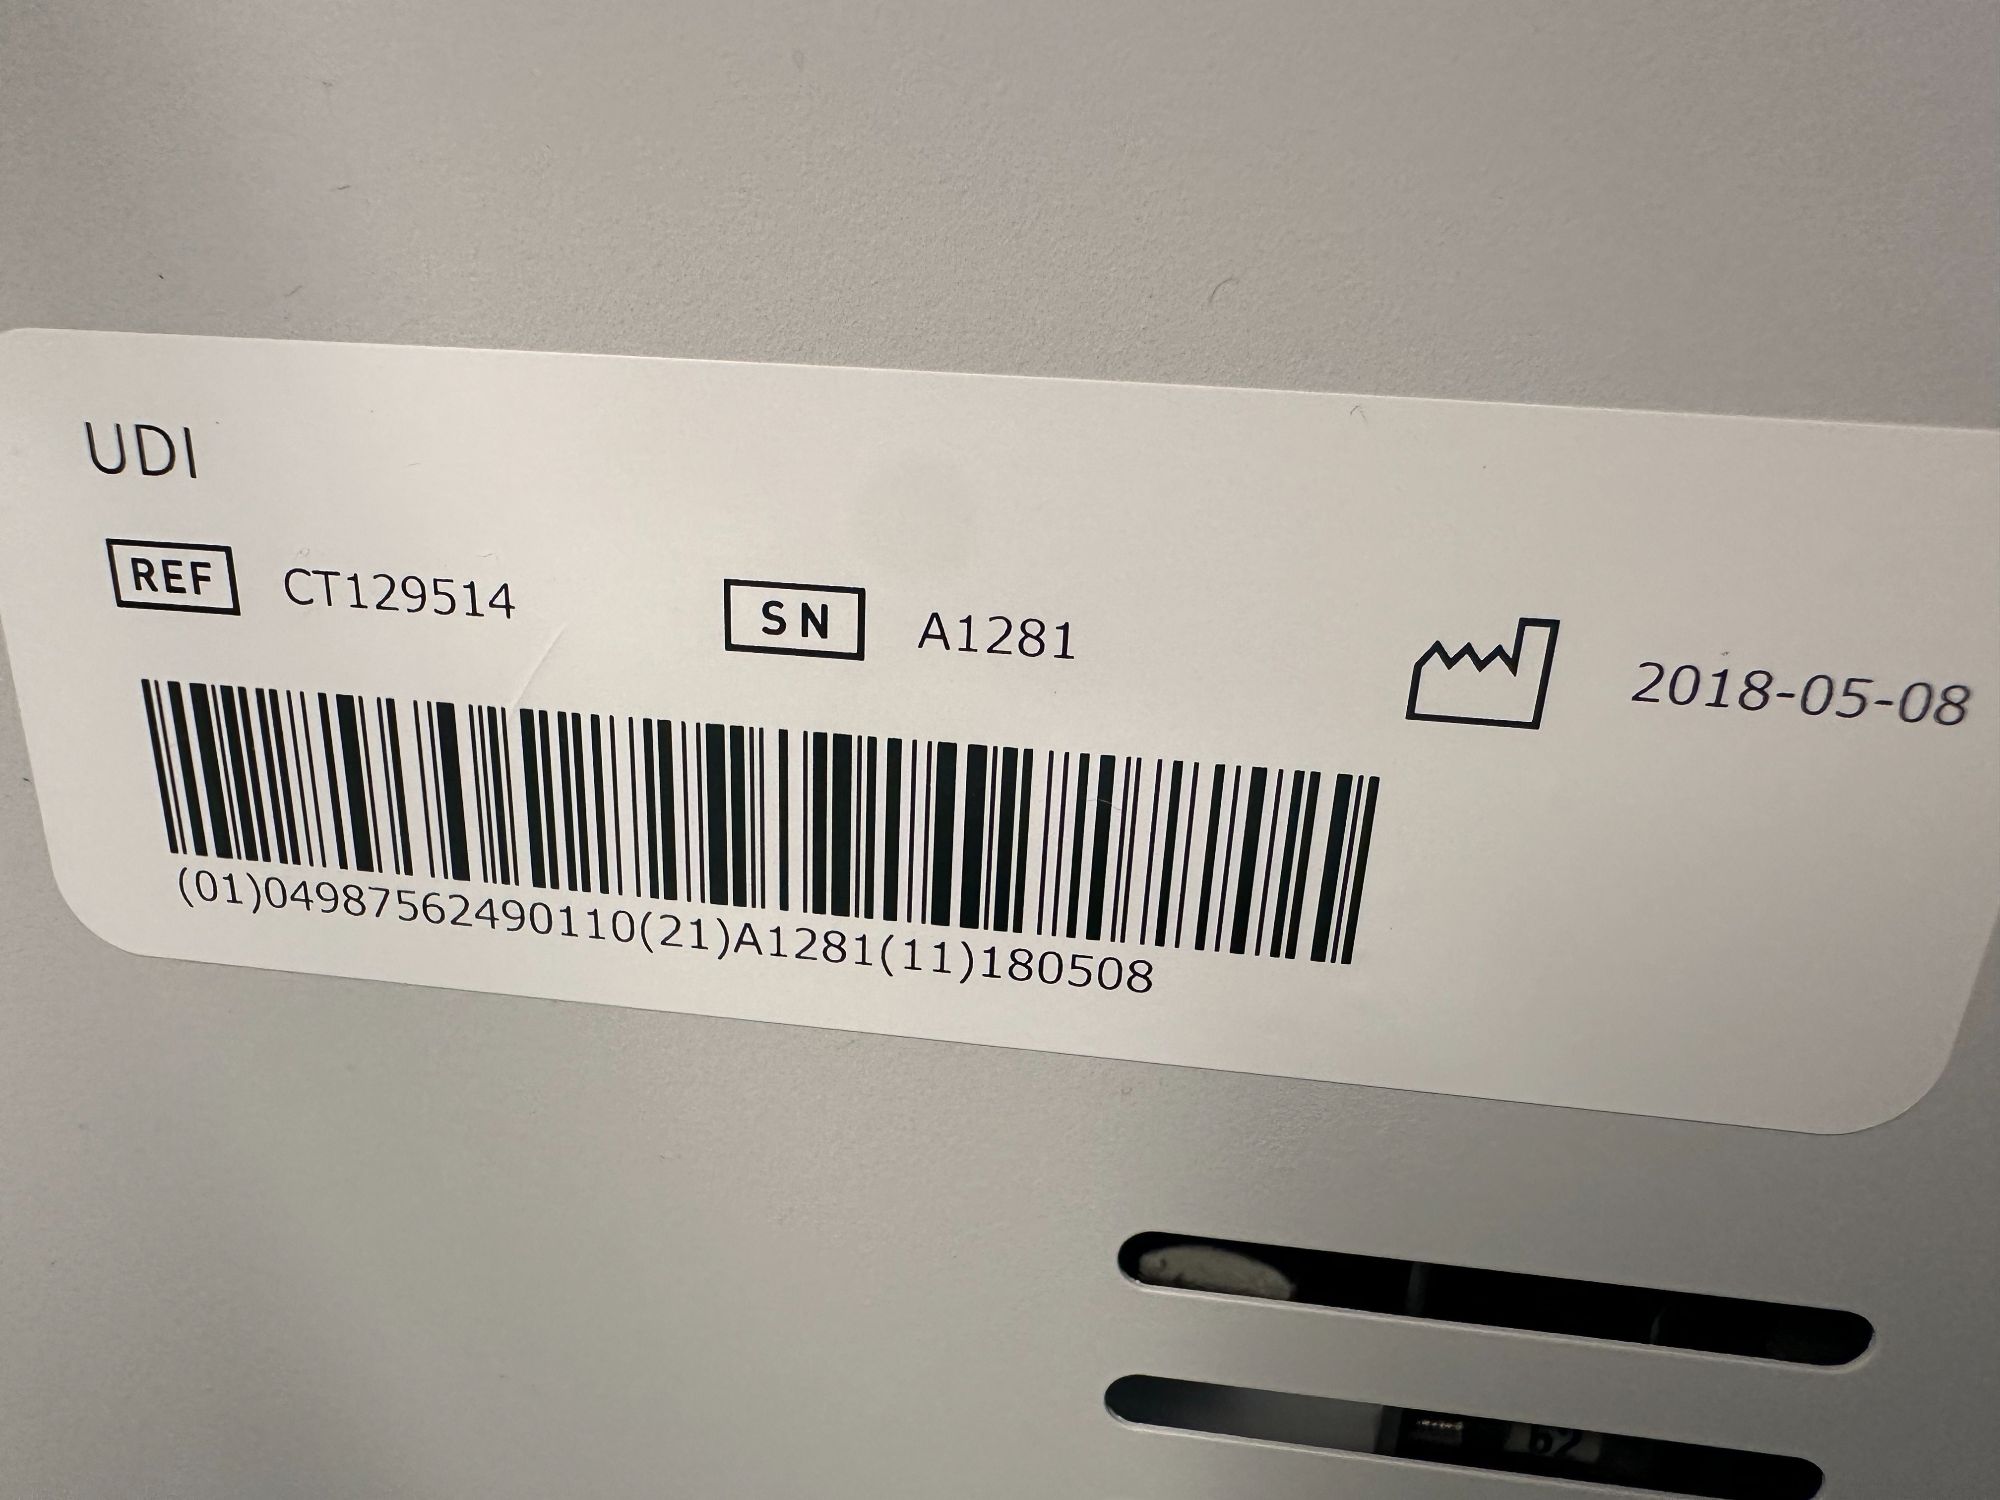 UDI
REF CT129514 SN A1281 2018-05-08
(01)04987562490110(21)A1281(11)180508